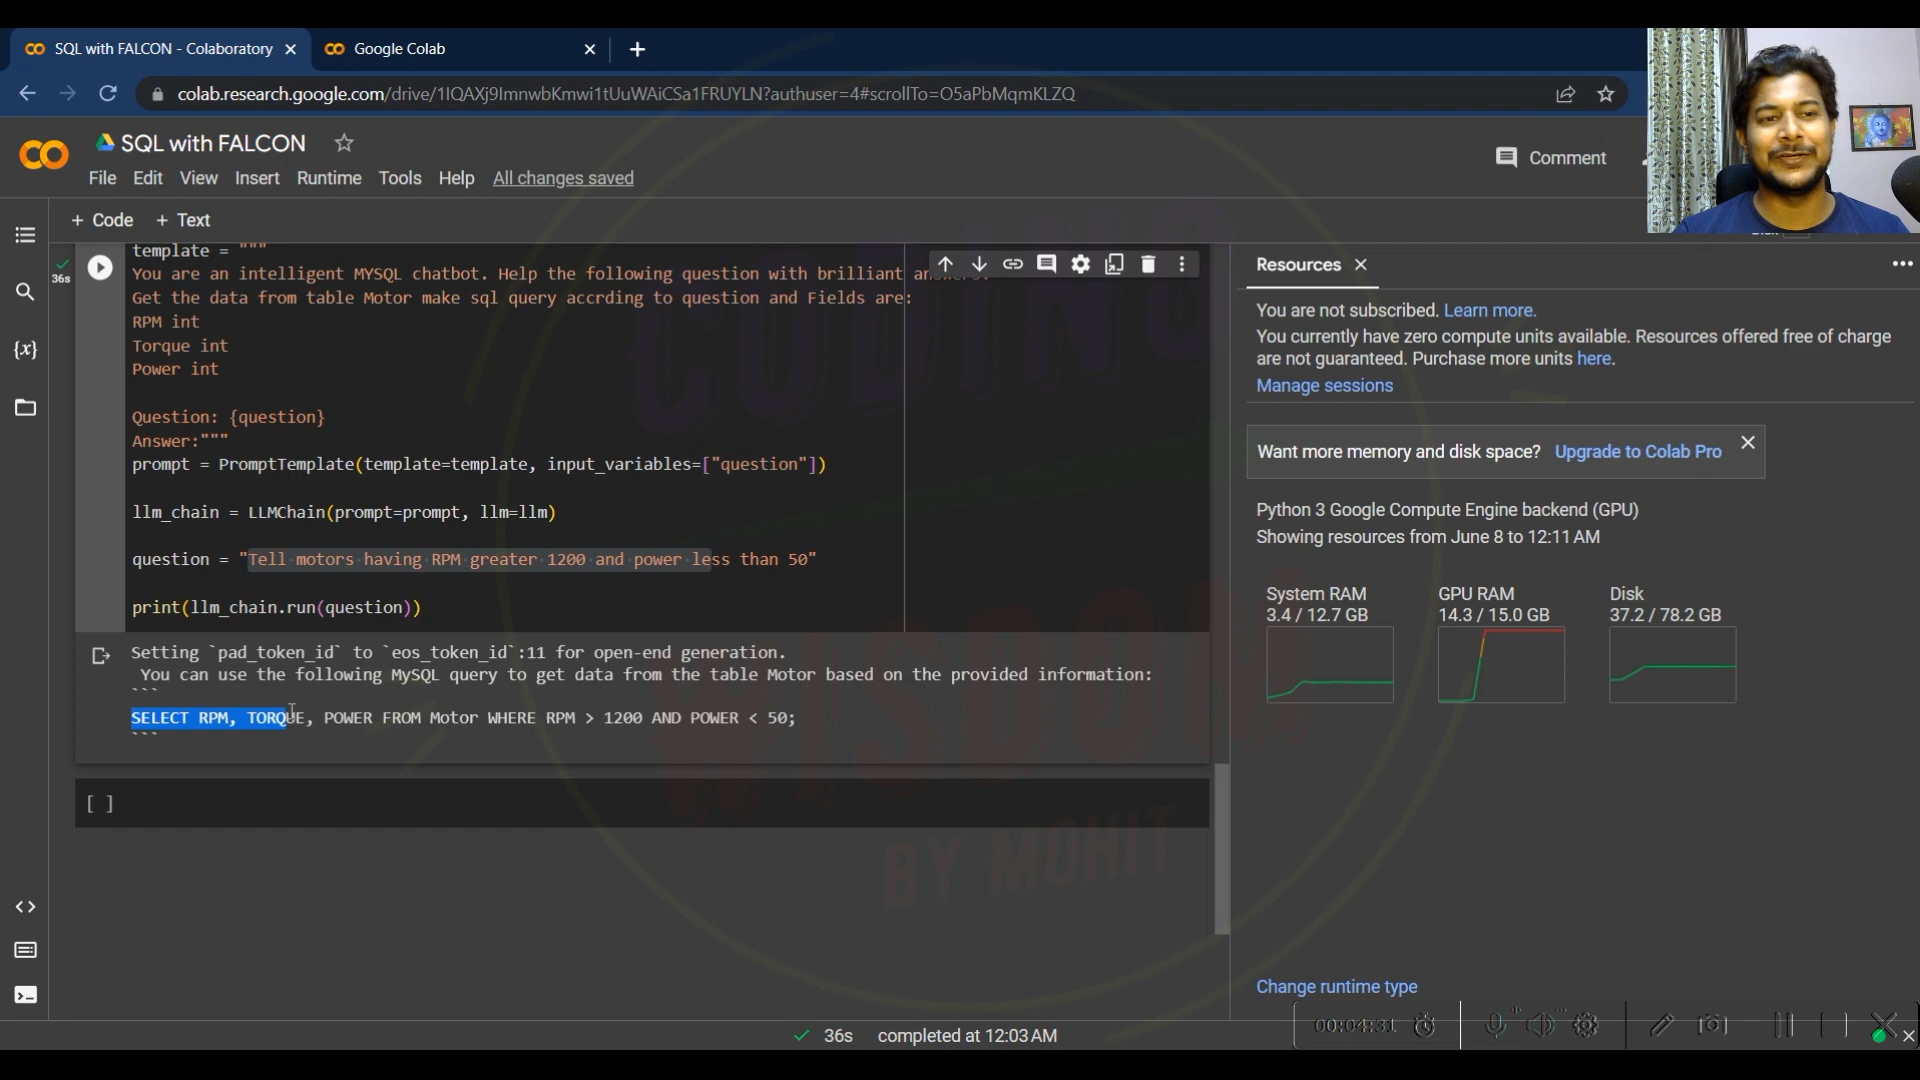 SQL with FALCON - Colaboratory
Google Colab
colab.research.google.com/drive/1IQAXj9ImnwbKmwi1tUuWAiCSa1FRUYLN?authuser=4#scrollTo=O5aPbMqmKLZQ
SQL with FALCON
Comment
File Edit View Insert Runtime Tools Help All changes saved
+ Code + Text
36s
template = """
You are an intelligent MYSQL chatbot. Help the following question with brilliant
Get the data from table Motor make sql query accrding to question and Fields are:
RPM int
Torque int
Power int
Question: {question}
Answer:"""
prompt = PromptTemplate(template=template, input_variables=["question"])
llm_chain = LLMChain(prompt=prompt, llm=llm)
question = "Tell motors having RPM greater 1200 and power less than 50"
print(llm_chain.run(question))
Setting `pad_token_id` to `eos_token_id`:11 for open-end generation.
You can use the following MySQL query to get data from the table Motor based on the provided information:
```
SELECT RPM, TORQUE, POWER FROM Motor WHERE RPM > 1200 AND POWER < 50;
```
[ ]
Resources
You are not subscribed. Learn more.
You currently have zero compute units available. Resources offered free of charge
are not guaranteed. Purchase more units here.
Manage sessions
Want more memory and disk space? Upgrade to Colab Pro
Python 3 Google Compute Engine backend (GPU)
Showing resources from June 8 to 12:11 AM
System RAM
3.4 / 12.7 GB
GPU RAM
14.3 / 15.0 GB
Disk
37.2 / 78.2 GB
Change runtime type
CODING
WISDOM
BY MOHIT
36s completed at 12:03 AM
00:04:31